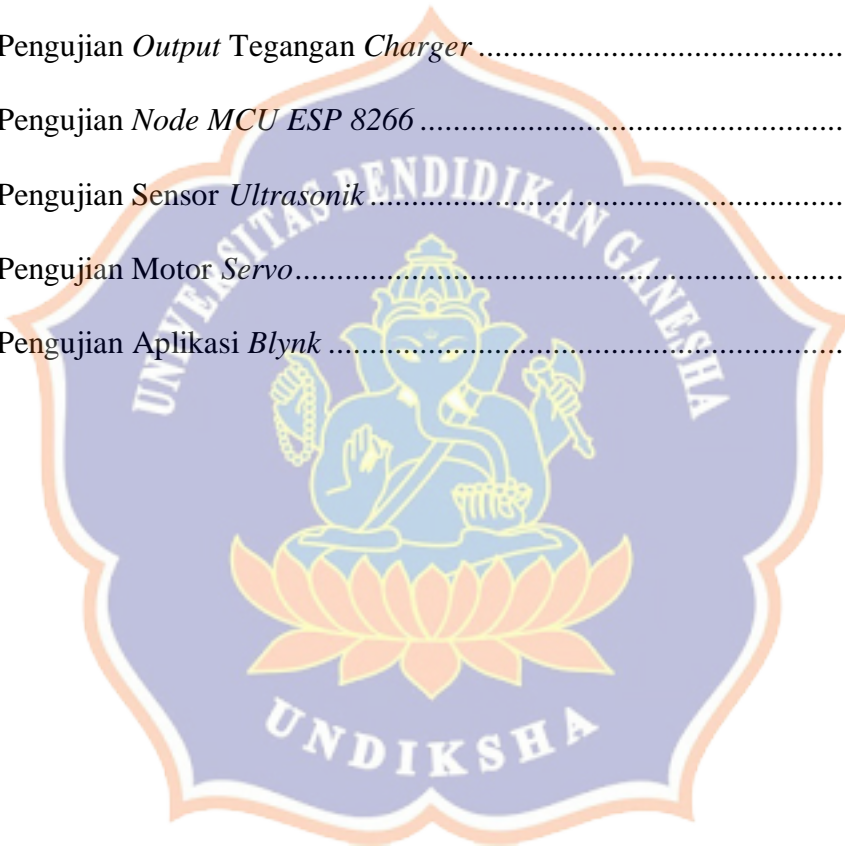 Pengujian Output Tegangan Charger ........................................
Pengujian Node MCU ESP 8266 ........................................
Pengujian Sensor Ultrasonik ........................................
Pengujian Motor Servo ........................................
Pengujian Aplikasi Blynk ........................................
UNIVERSITAS PENDIDIKAN GANESHA
UNDIKSHA